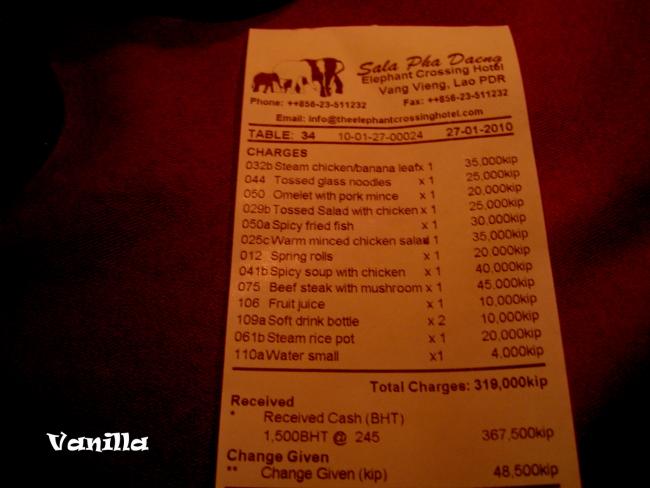 Sala Pha Daeng
Elephant Crossing Hotel
Vang Vieng, Lao PDR
Phone: ++856-23-511232 Fax: ++856-23-511232
Email: info@theelephantcrossinghotel.com
TABLE: 34 10-01-27-00024 27-01-2010
CHARGES
032b Steam chicken/banana leaf x 1 35,000kip
044 Tossed glass noodles x 1 25,000kip
050 Omelet with pork mince x 1 20,000kip
029b Tossed Salad with chicken x 1 25,000kip
050a Spicy fried fish x 1 30,000kip
025c Warm minced chicken salad 1 35,000kip
012 Spring rolls x 1 20,000kip
041b Spicy soup with chicken x 1 40,000kip
075 Beef steak with mushroom x 1 45,000kip
106 Fruit juice x 1 10,000kip
109a Soft drink bottle x 2 10,000kip
061b Steam rice pot x 1 20,000kip
110a Water small x1 4,000kip
Total Charges: 319,000kip
Received
* Received Cash (BHT)
1,500BHT @ 245 367,500kip
Change Given
** Change Given (kip) 48,500kip
Vanilla